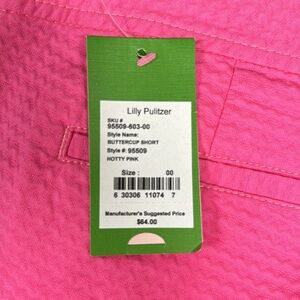 Lilly Pulitzer
SKU #
95509-603-00
Style Name:
BUTTERCUP SHORT
Style #: 95509
HOTTY PINK
Size : 00
6 30306 11074 7
Manufacturer's Suggested Price
$64.00